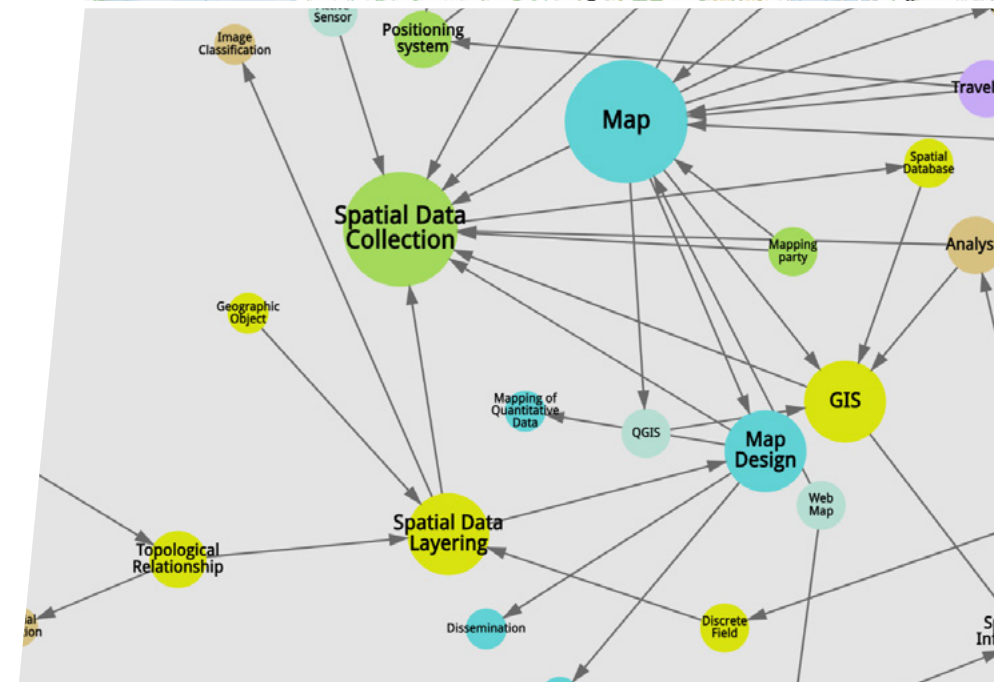 Sensor
Image
Classification
Positioning
system
Travel
Map
Spatial
Database
Spatial Data
Collection
Mapping
party
Analys
Geographic
Object
Mapping of
Quantitative
Data
QGIS
GIS
Map
Design
Web
Map
Spatial Data
Layering
Topological
Relationship
Dissemination
Discrete
Field